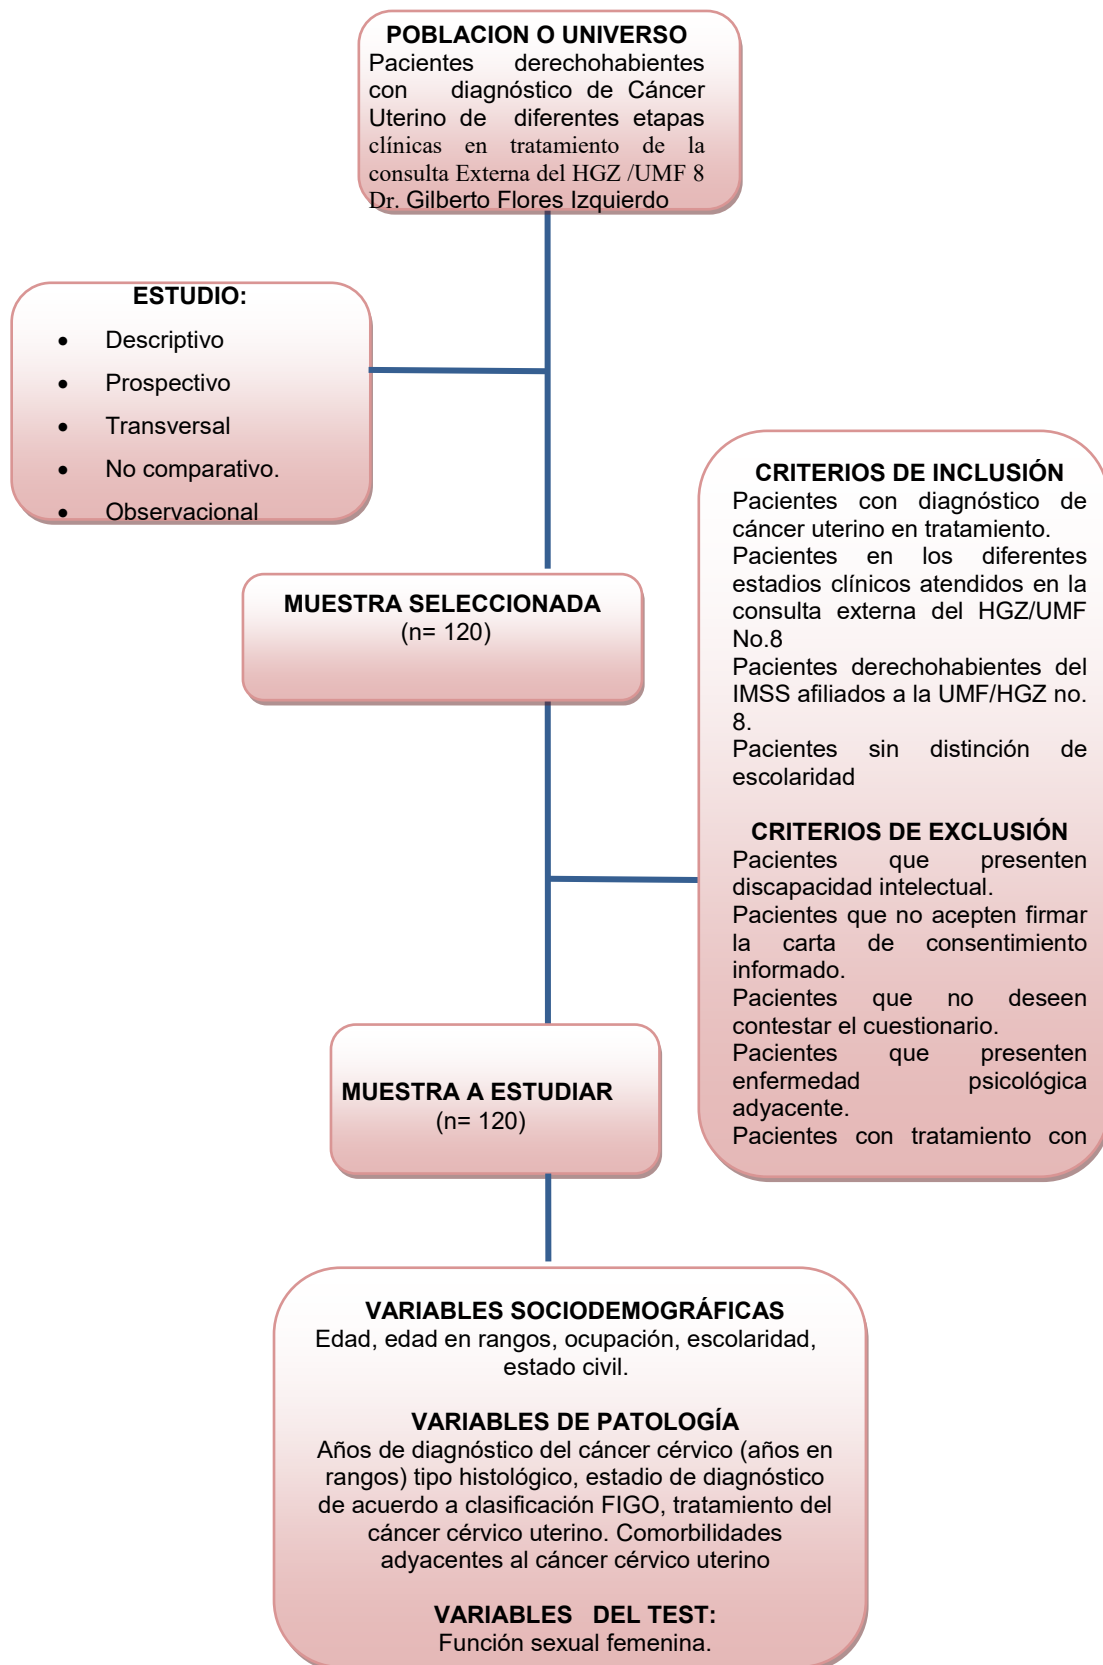 POBLACION O UNIVERSO
Pacientes derechohabientes
con diagnóstico de Cáncer
Uterino de diferentes etapas
clínicas en tratamiento de la
consulta Externa del HGZ /UMF 8
Dr. Gilberto Flores Izquierdo
ESTUDIO:
• Descriptivo
• Prospectivo
• Transversal
• No comparativo.
• Observacional
MUESTRA SELECCIONADA
(n= 120)
CRITERIOS DE INCLUSIÓN
Pacientes con diagnóstico de
cáncer uterino en tratamiento.
Pacientes en los diferentes
estadios clínicos atendidos en la
consulta externa del HGZ/UMF
No.8
Pacientes derechohabientes del
IMSS afiliados a la UMF/HGZ no.
8.
Pacientes sin distinción de
escolaridad
CRITERIOS DE EXCLUSIÓN
Pacientes que presenten
discapacidad intelectual.
Pacientes que no acepten firmar
la carta de consentimiento
informado.
Pacientes que no deseen
contestar el cuestionario.
Pacientes que presenten
enfermedad psicológica
adyacente.
Pacientes con tratamiento con
MUESTRA A ESTUDIAR
(n= 120)
VARIABLES SOCIODEMOGRÁFICAS
Edad, edad en rangos, ocupación, escolaridad,
estado civil.
VARIABLES DE PATOLOGÍA
Años de diagnóstico del cáncer cérvico (años en
rangos) tipo histológico, estadio de diagnóstico
de acuerdo a clasificación FIGO, tratamiento del
cáncer cérvico uterino. Comorbilidades
adyacentes al cáncer cérvico uterino
VARIABLES DEL TEST:
Función sexual femenina.